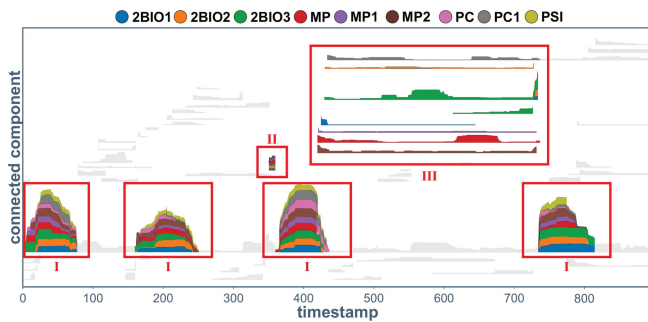 2BIO1 2BIO2 2BIO3 MP MP1 MP2 PC PC1 PSI
connected component
II
III
I I I I
0 100 200 300 400 500 600 700 800
timestamp